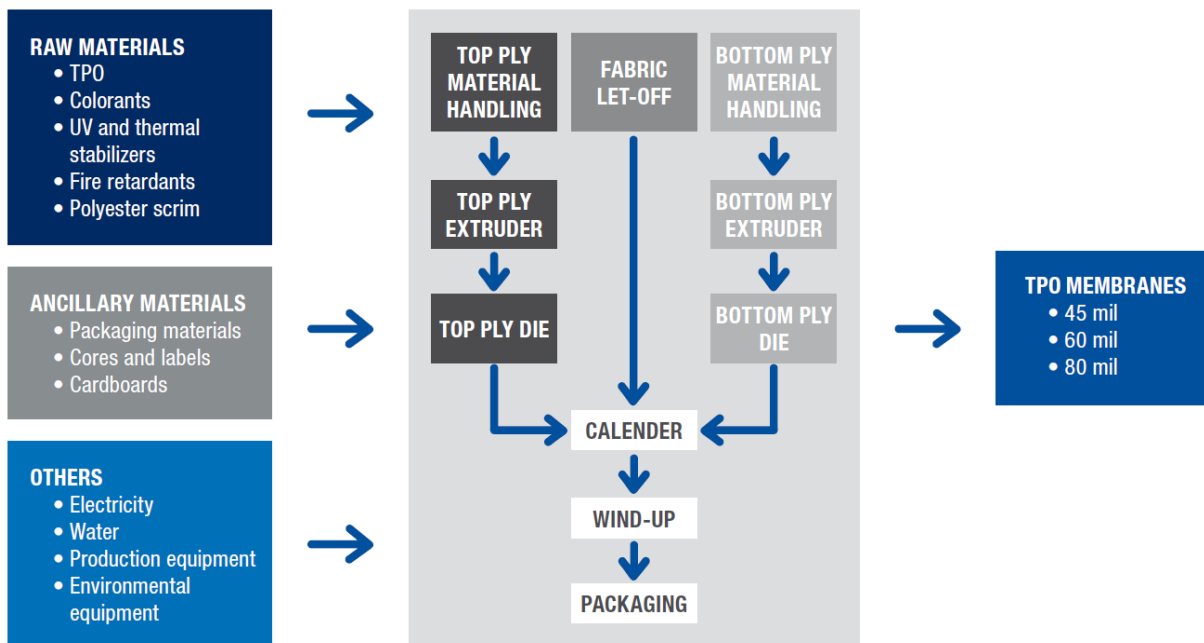 RAW MATERIALS
• TPO
• Colorants
• UV and thermal
stabilizers
• Fire retardants
• Polyester scrim
ANCILLARY MATERIALS
• Packaging materials
• Cores and labels
• Cardboards
OTHERS
• Electricity
• Water
• Production equipment
• Environmental
equipment
TOP PLY
MATERIAL
HANDLING
FABRIC
LET-OFF
BOTTOM PLY
MATERIAL
HANDLING
TOP PLY
EXTRUDER
BOTTOM PLY
EXTRUDER
TOP PLY DIE
BOTTOM PLY
DIE
CALENDER
WIND-UP
PACKAGING
TPO MEMBRANES
• 45 mil
• 60 mil
• 80 mil